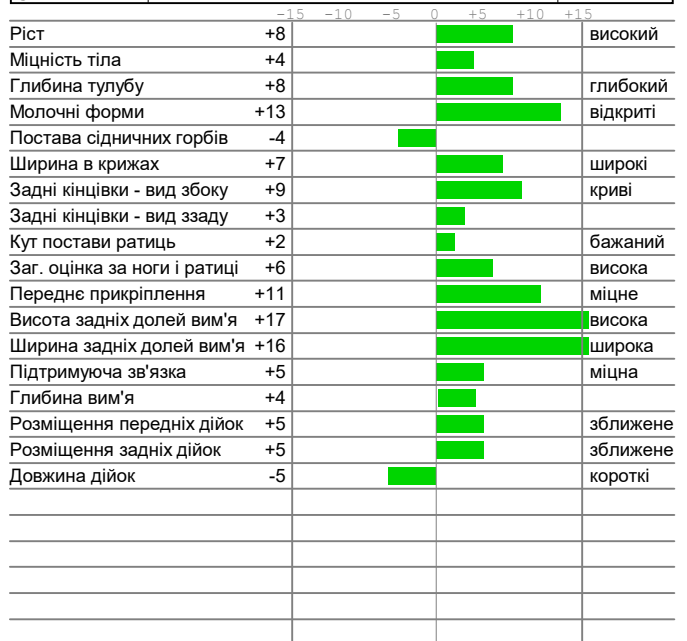 -15 -10 -5 0 +5 +10 +15
Ріст +8 високий
Міцність тіла +4
Глибина тулубу +8 глибокий
Молочні форми +13 відкриті
Постава сідничних горбів -4
Ширина в крижах +7 широкі
Задні кінцівки - вид збоку +9 криві
Задні кінцівки - вид ззаду +3
Кут постави ратиць +2 бажаний
Заг. оцінка за ноги і ратиці +6 висока
Переднє прикріплення +11 міцне
Висота задніх долей вим'я +17 висока
Ширина задніх долей вим'я +16 широка
Підтримуюча зв'язка +5 міцна
Глибина вим'я +4
Розміщення передніх дійок +5 зближене
Розміщення задніх дійок +5 зближене
Довжина дійок -5 короткі